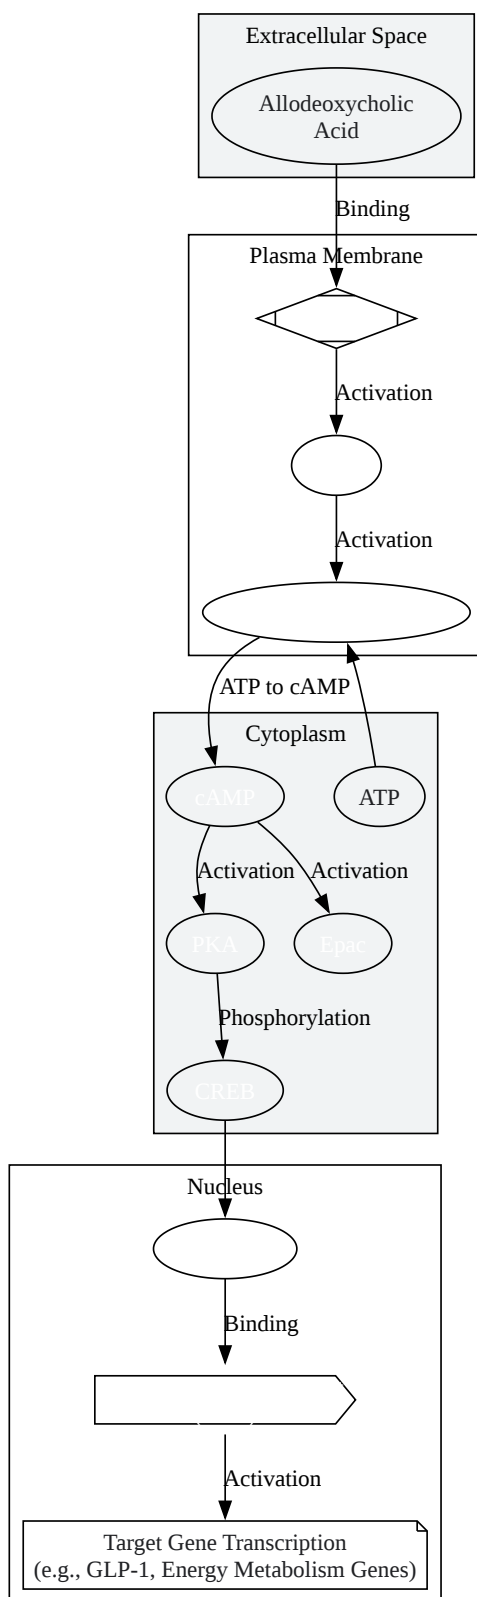 Extracellular Space
Allodeoxycholic
Acid
Binding
Plasma Membrane
Activation
Activation
ATP to cAMP
Cytoplasm
cAMP
ATP
Activation
Activation
PKA
Epac
Phosphorylation
CREB
Nucleus
Binding
Activation
Target Gene Transcription
(e.g., GLP-1, Energy Metabolism Genes)